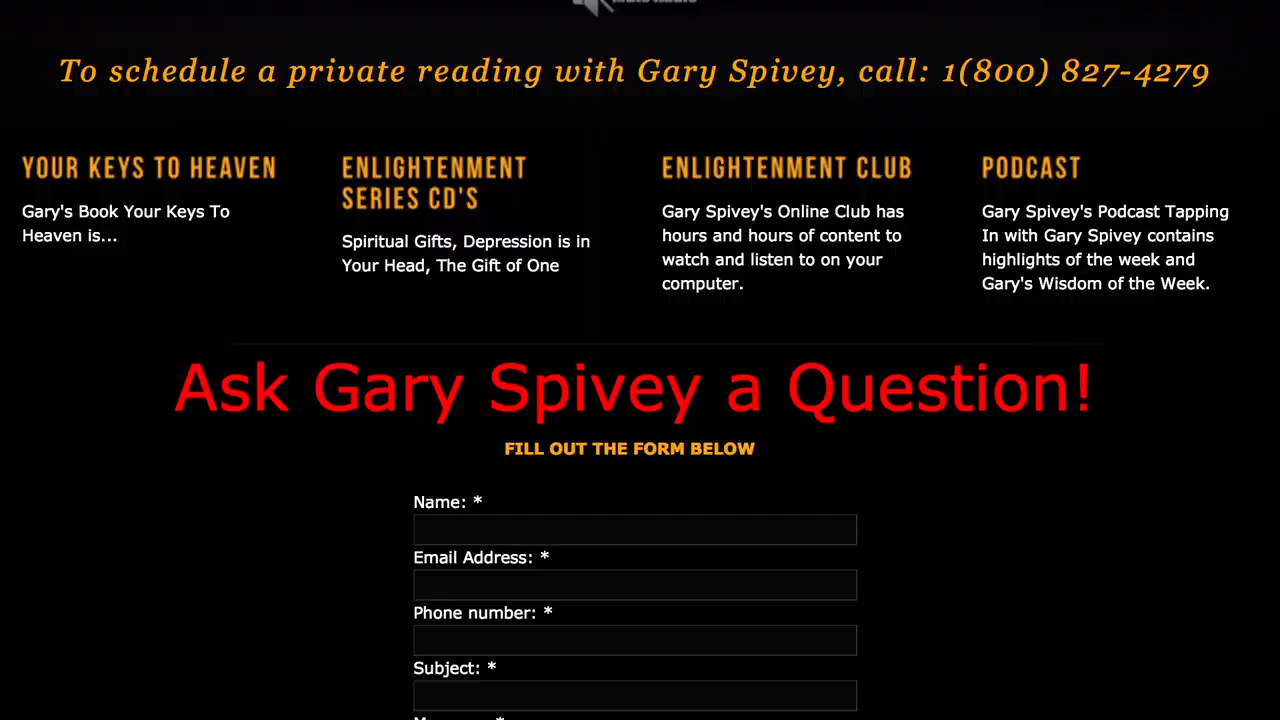 To schedule a private reading with Gary Spivey, call: 1(800) 827-4279
YOUR KEYS TO HEAVEN
Gary's Book Your Keys To
Heaven is...
ENLIGHTENMENT
SERIES CD'S
Spiritual Gifts, Depression is in
Your Head, The Gift of One
ENLIGHTENMENT CLUB
Gary Spivey's Online Club has
hours and hours of content to
watch and listen to on your
computer.
PODCAST
Gary Spivey's Podcast Tapping
In with Gary Spivey contains
highlights of the week and
Gary's Wisdom of the Week.
Ask Gary Spivey a Question!
FILL OUT THE FORM BELOW
Name: *
Email Address: *
Phone number: *
Subject: *